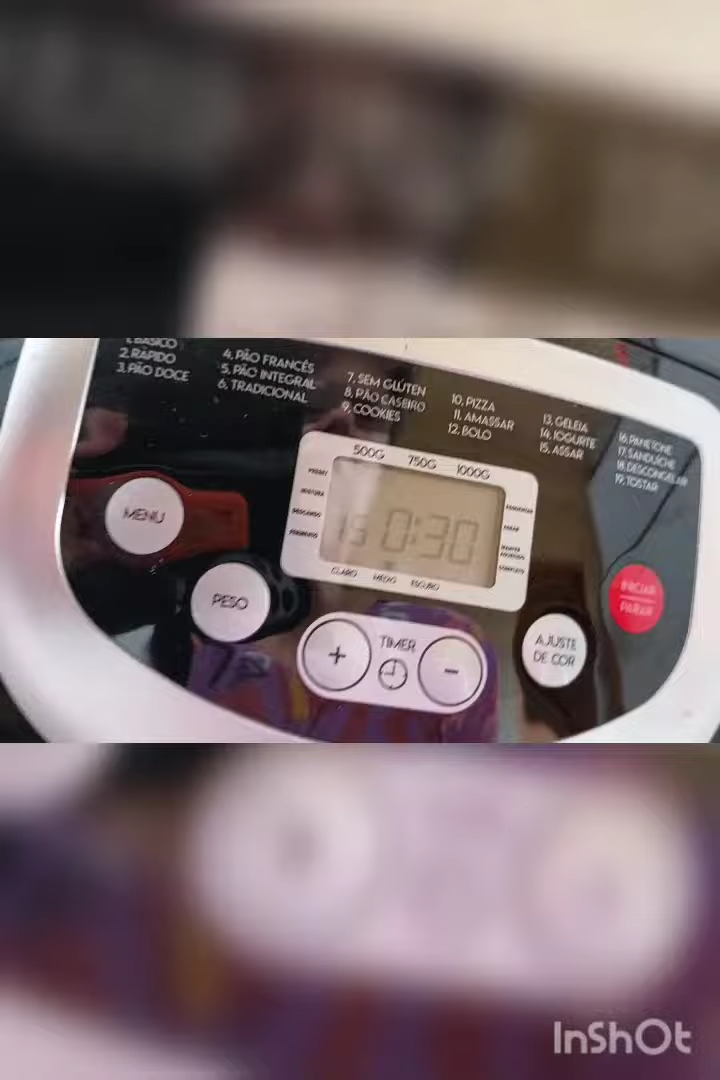 1. BÁSICO
2. RÁPIDO
3. PÃO DOCE
4. PÃO FRANCÊS
5. PÃO INTEGRAL
6. TRADICIONAL
7. SEM GLÚTEN
8. PÃO CASEIRO
9. COOKIES
10. PIZZA
11. AMASSAR
12. BOLO
13. GELEIA
14. IOGURTE
15. ASSAR
16. PANETONE
17. SANDUÍCHE
18. DESCONGELAR
19. TOSTAR
500G 750G 1000G
15 0:30
CLARO MÉDIO ESCURO
MENU
PESO
+ TIMER -
AJUSTE
DE COR
INICIAR
PARAR
InShOt